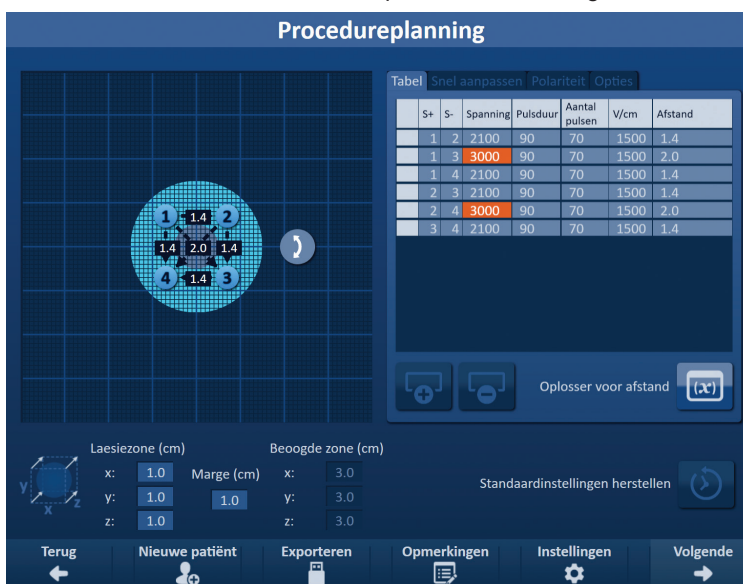 Procedureplanning
Tabel Snel aanpassen Polariteit Opties
S+ S- Spanning Pulsduur Aantal pulsen V/cm Afstand
1 2 2100 90 70 1500 1.4
1 3 3000 90 70 1500 2.0
1 4 2100 90 70 1500 1.4
2 3 2100 90 70 1500 1.4
2 4 3000 90 70 1500 2.0
3 4 2100 90 70 1500 1.4
1 1.4 2
1.4 2.0 1.4
4 1.4 3
Oplosser voor afstand (x)
Laesiezone (cm) Beoogde zone (cm)
x: 1.0 Marge (cm) x: 3.0
y: 1.0 1.0 y: 3.0
z: 1.0 z: 3.0
y x z
Standaardinstellingen herstellen
Terug Nieuwe patiënt Exporteren Opmerkingen Instellingen Volgende